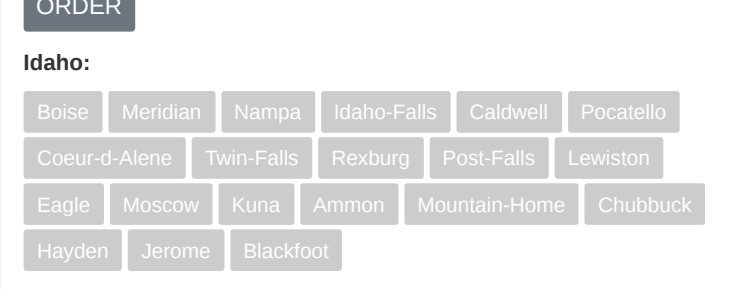 ORDER
Idaho:
Boise Meridian Nampa Idaho-Falls Caldwell Pocatello
Coeur-d-Alene Twin-Falls Rexburg Post-Falls Lewiston
Eagle Moscow Kuna Ammon Mountain-Home Chubbuck
Hayden Jerome Blackfoot